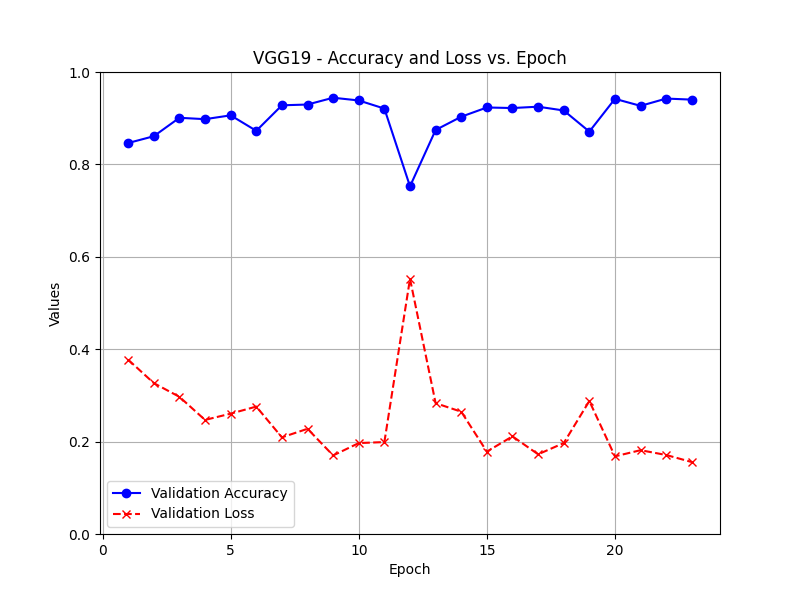 VGG19 - Accuracy and Loss vs. Epoch
1.0
0.8
0.6
0.4
0.2
0.0
Values
Validation Accuracy
Validation Loss
0 5 10 15 20
Epoch